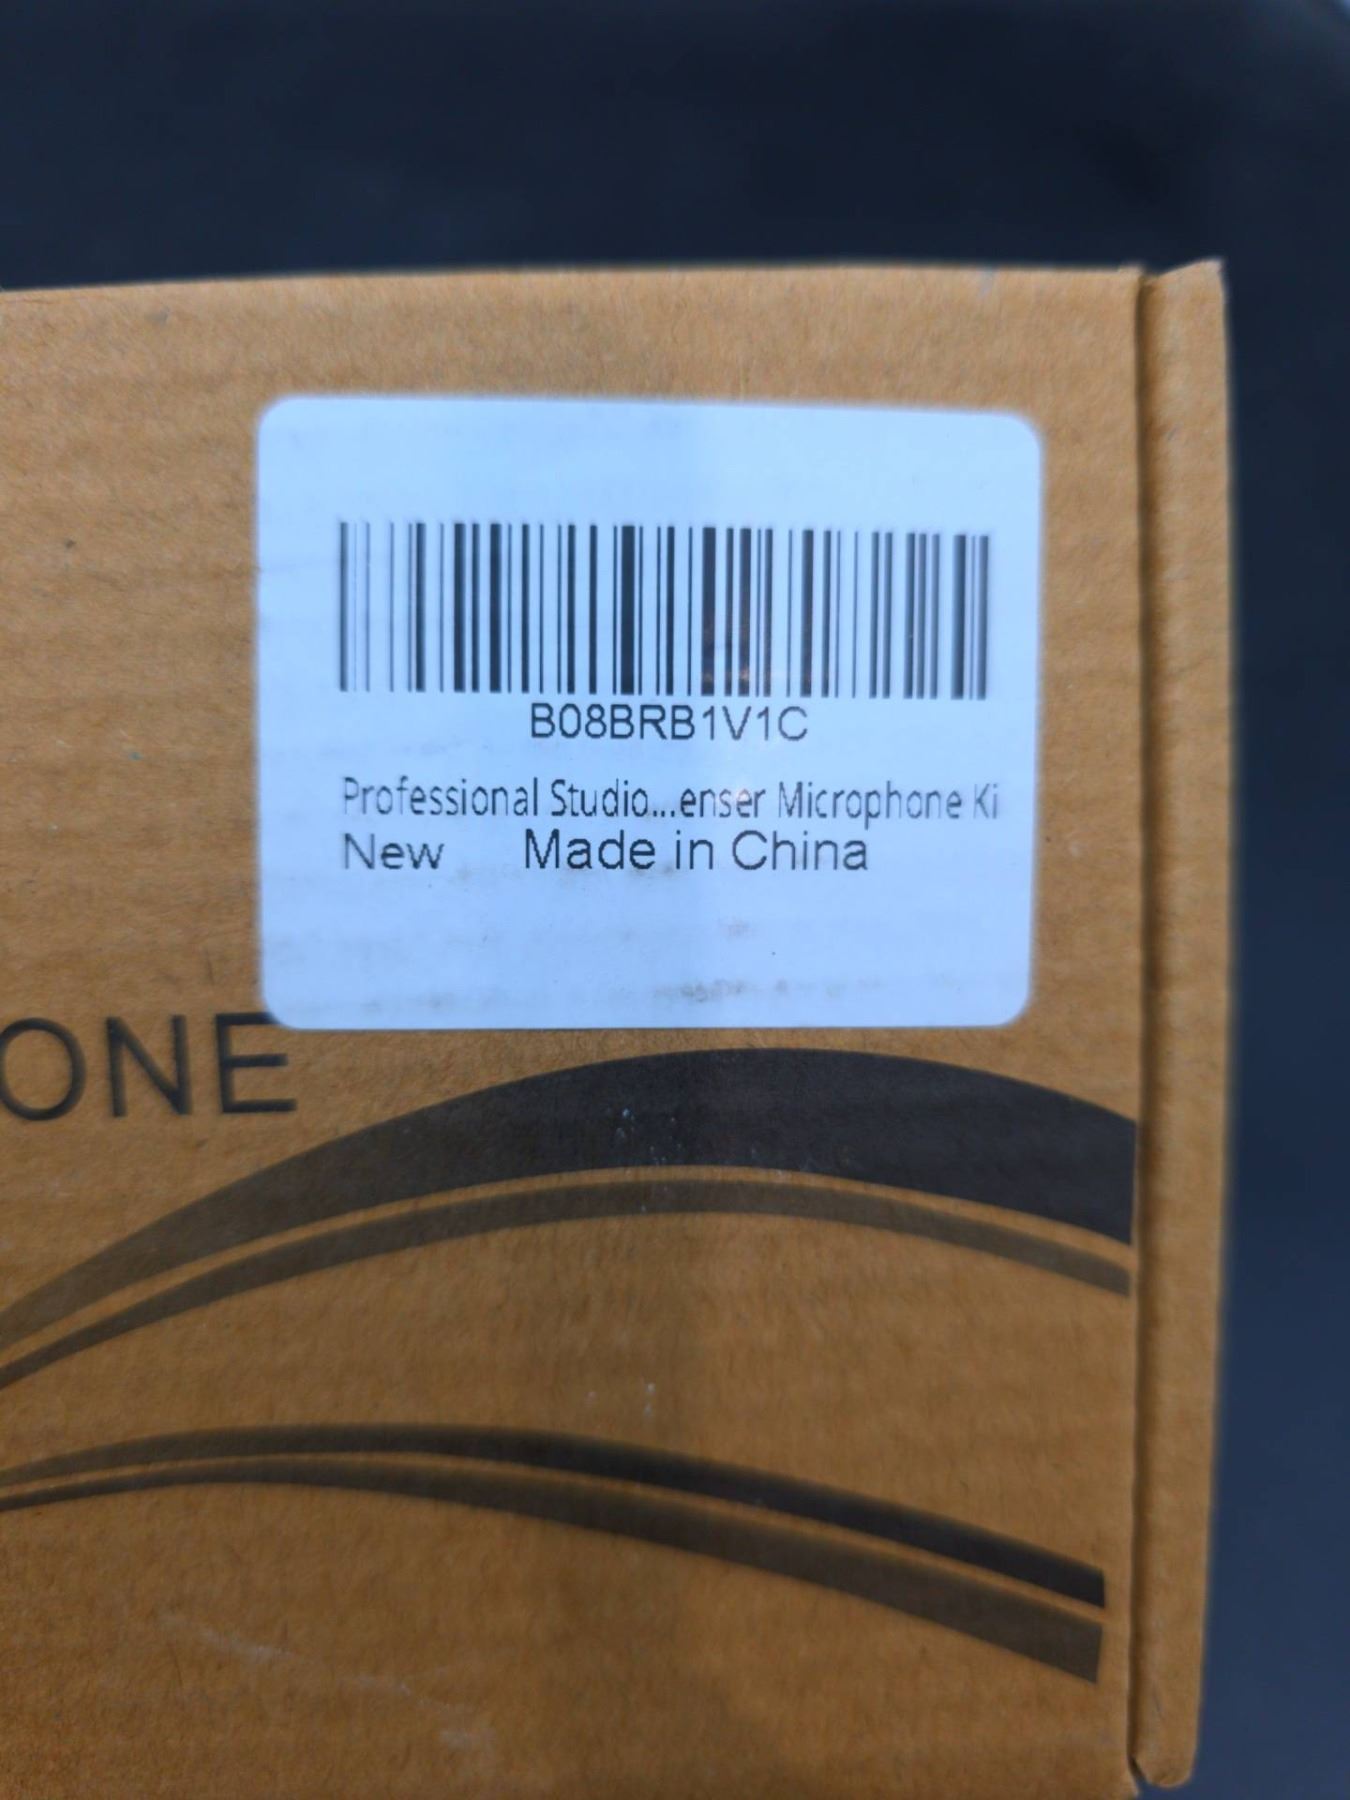 B08BRB1V1C
Professional Studio...enser Microphone Ki
New Made in China
ONE